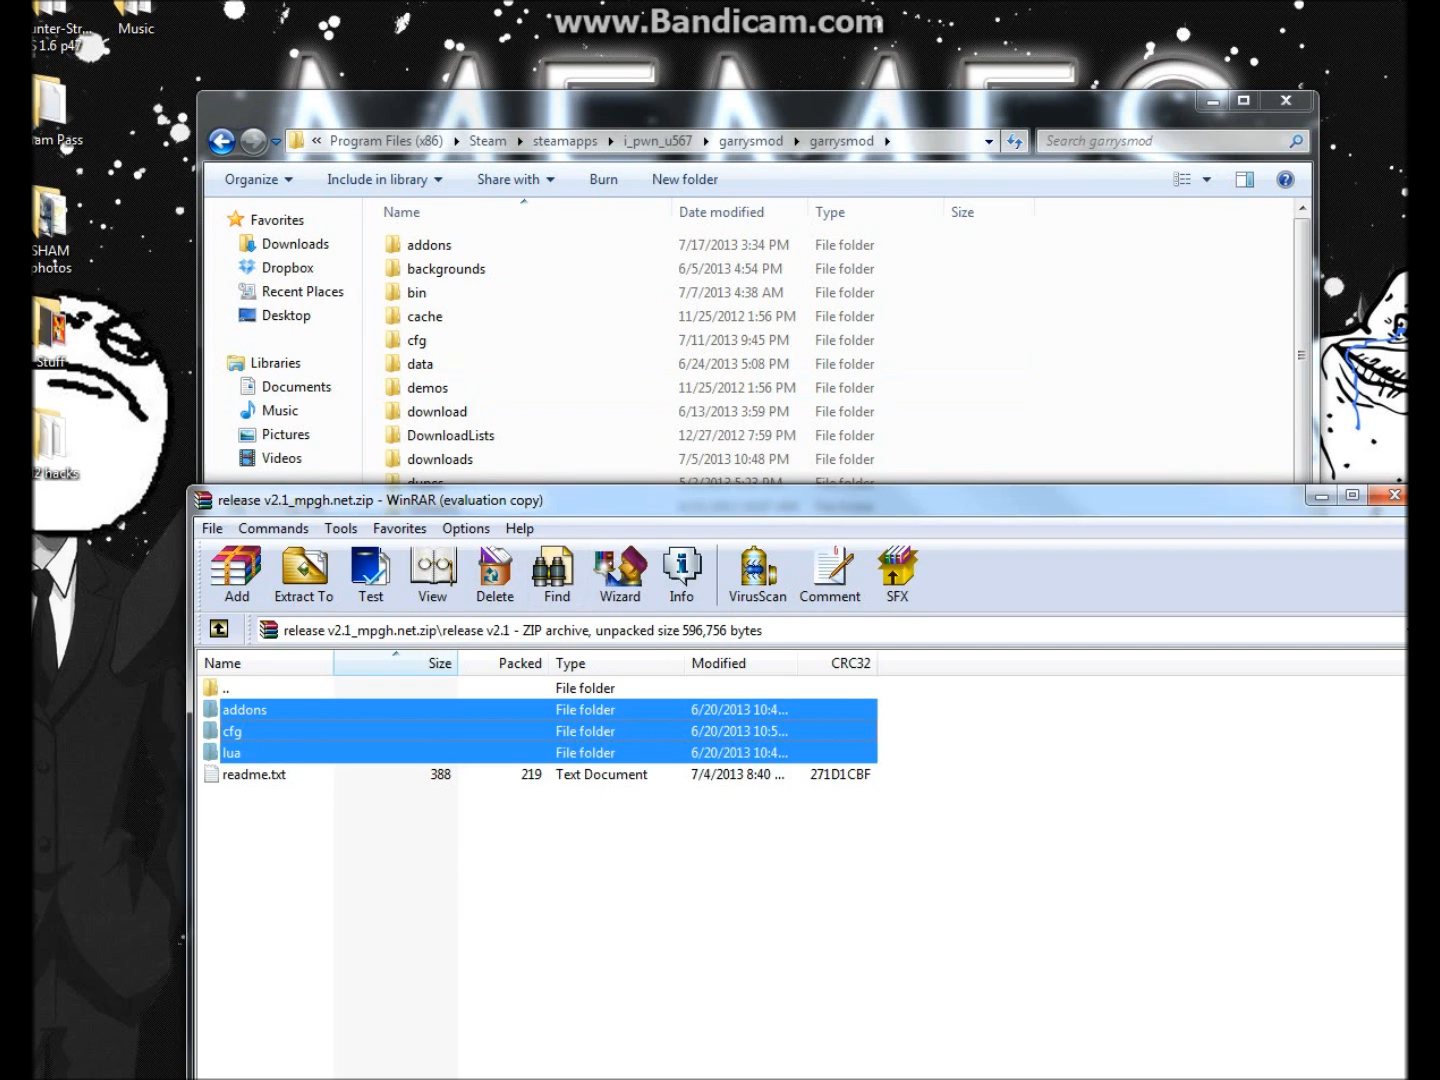 www.Bandicam.com
Music
1.6 p47
MEMES
Pass
SHAM
photos
Stuff
2 hacks
« Program Files (x86) Steam steamapps i_pwn_u567 garrysmod garrysmod
Search garrysmod
Organize Include in library Share with Burn New folder
Favorites
Downloads
Dropbox
Recent Places
Desktop
Libraries
Documents
Music
Pictures
Videos
Name Date modified Type Size
addons 7/17/2013 3:34 PM File folder
backgrounds 6/5/2013 4:54 PM File folder
bin 7/7/2013 4:38 AM File folder
cache 11/25/2012 1:56 PM File folder
cfg 7/11/2013 9:45 PM File folder
data 6/24/2013 5:08 PM File folder
demos 11/25/2012 1:56 PM File folder
download 6/13/2013 3:59 PM File folder
DownloadLists 12/27/2012 7:59 PM File folder
downloads 7/5/2013 10:48 PM File folder
release v2.1_mpgh.net.zip - WinRAR (evaluation copy)
File Commands Tools Favorites Options Help
Add Extract To Test View Delete Find Wizard Info VirusScan Comment SFX
release v2.1_mpgh.net.zip\release v2.1 - ZIP archive, unpacked size 596,756 bytes
Name Size Packed Type Modified CRC32
.. File folder
addons File folder 6/20/2013 10:4...
cfg File folder 6/20/2013 10:5...
lua File folder 6/20/2013 10:4...
readme.txt 388 219 Text Document 7/4/2013 8:40 ... 271D1CBF